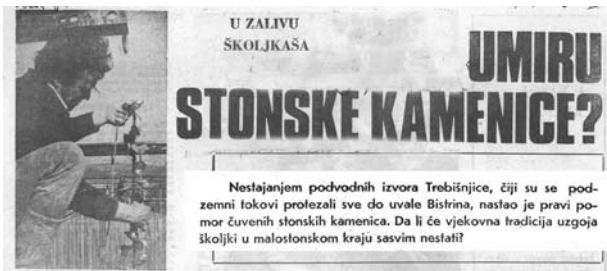 U ZALIVU
ŠKOLJKAŠA
UMIRU
STONSKE KAMENICE?
Nestajanjem podvodnih izvora Trebišnjice, čiji su se pod-
zemni tokovi protezali sve do uvale Bistrina, nastao je pravi po-
mor čuvenih stonskih kamenica. Da li će vjekovna tradicija uzgoja
školjki u malostonskom kraju sasvim nestati?